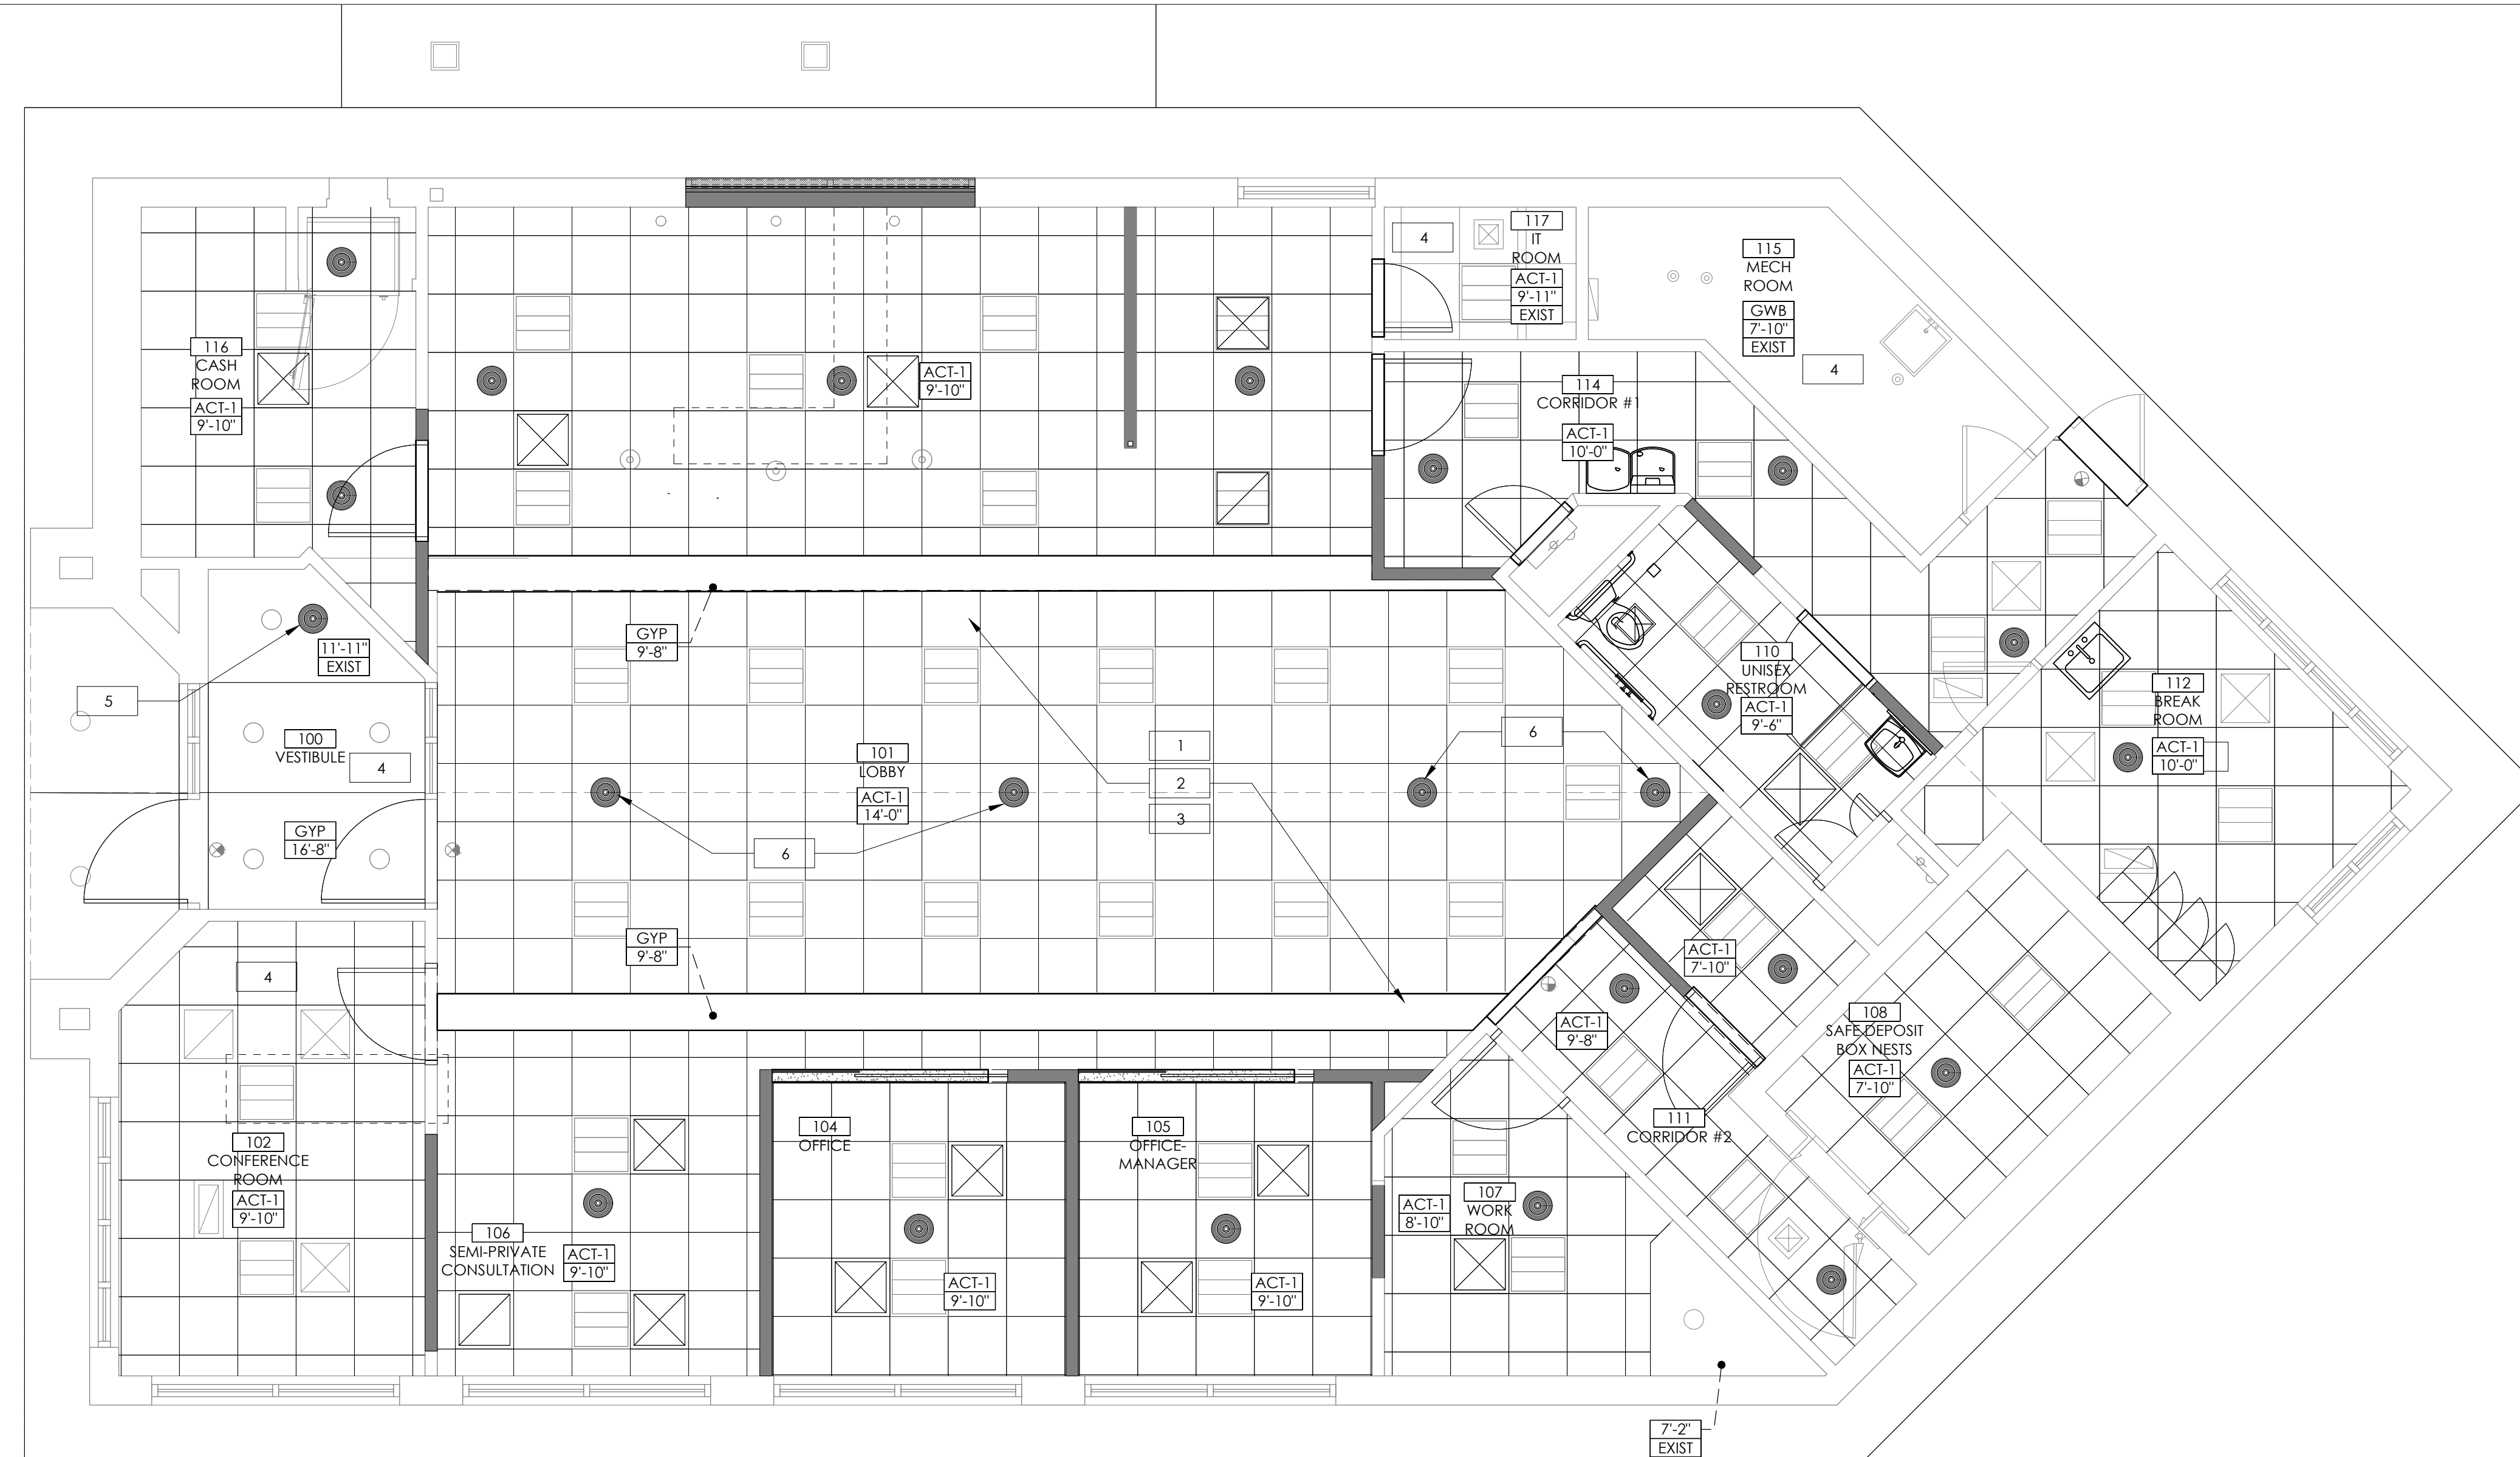 117
IT
ROOM
ACT-1
9'-11"
EXIST
4
115
MECH
ROOM
GWB
7'-10"
EXIST
4
116
CASH
ROOM
ACT-1
9'-10"
ACT-1
9'-10"
114
CORRIDOR #1
ACT-1
10'-0"
GYP
9'-8"
11'-11"
EXIST
5
100
VESTIBULE
4
GYP
16'-8"
101
LOBBY
ACT-1
14'-0"
1
2
3
6
6
110
UNISEX
RESTROOM
ACT-1
9'-6"
112
BREAK
ROOM
ACT-1
10'-0"
GYP
9'-8"
4
ACT-1
7'-10"
ACT-1
9'-8"
108
SAFE DEPOSIT
BOX NESTS
ACT-1
7'-10"
102
CONFERENCE
ROOM
ACT-1
9'-10"
104
OFFICE
105
OFFICE-
MANAGER
111
CORRIDOR #2
106
SEMI-PRIVATE
CONSULTATION
ACT-1
9'-10"
ACT-1
9'-10"
ACT-1
9'-10"
ACT-1
8'-10"
107
WORK
ROOM
7'-2"
EXIST